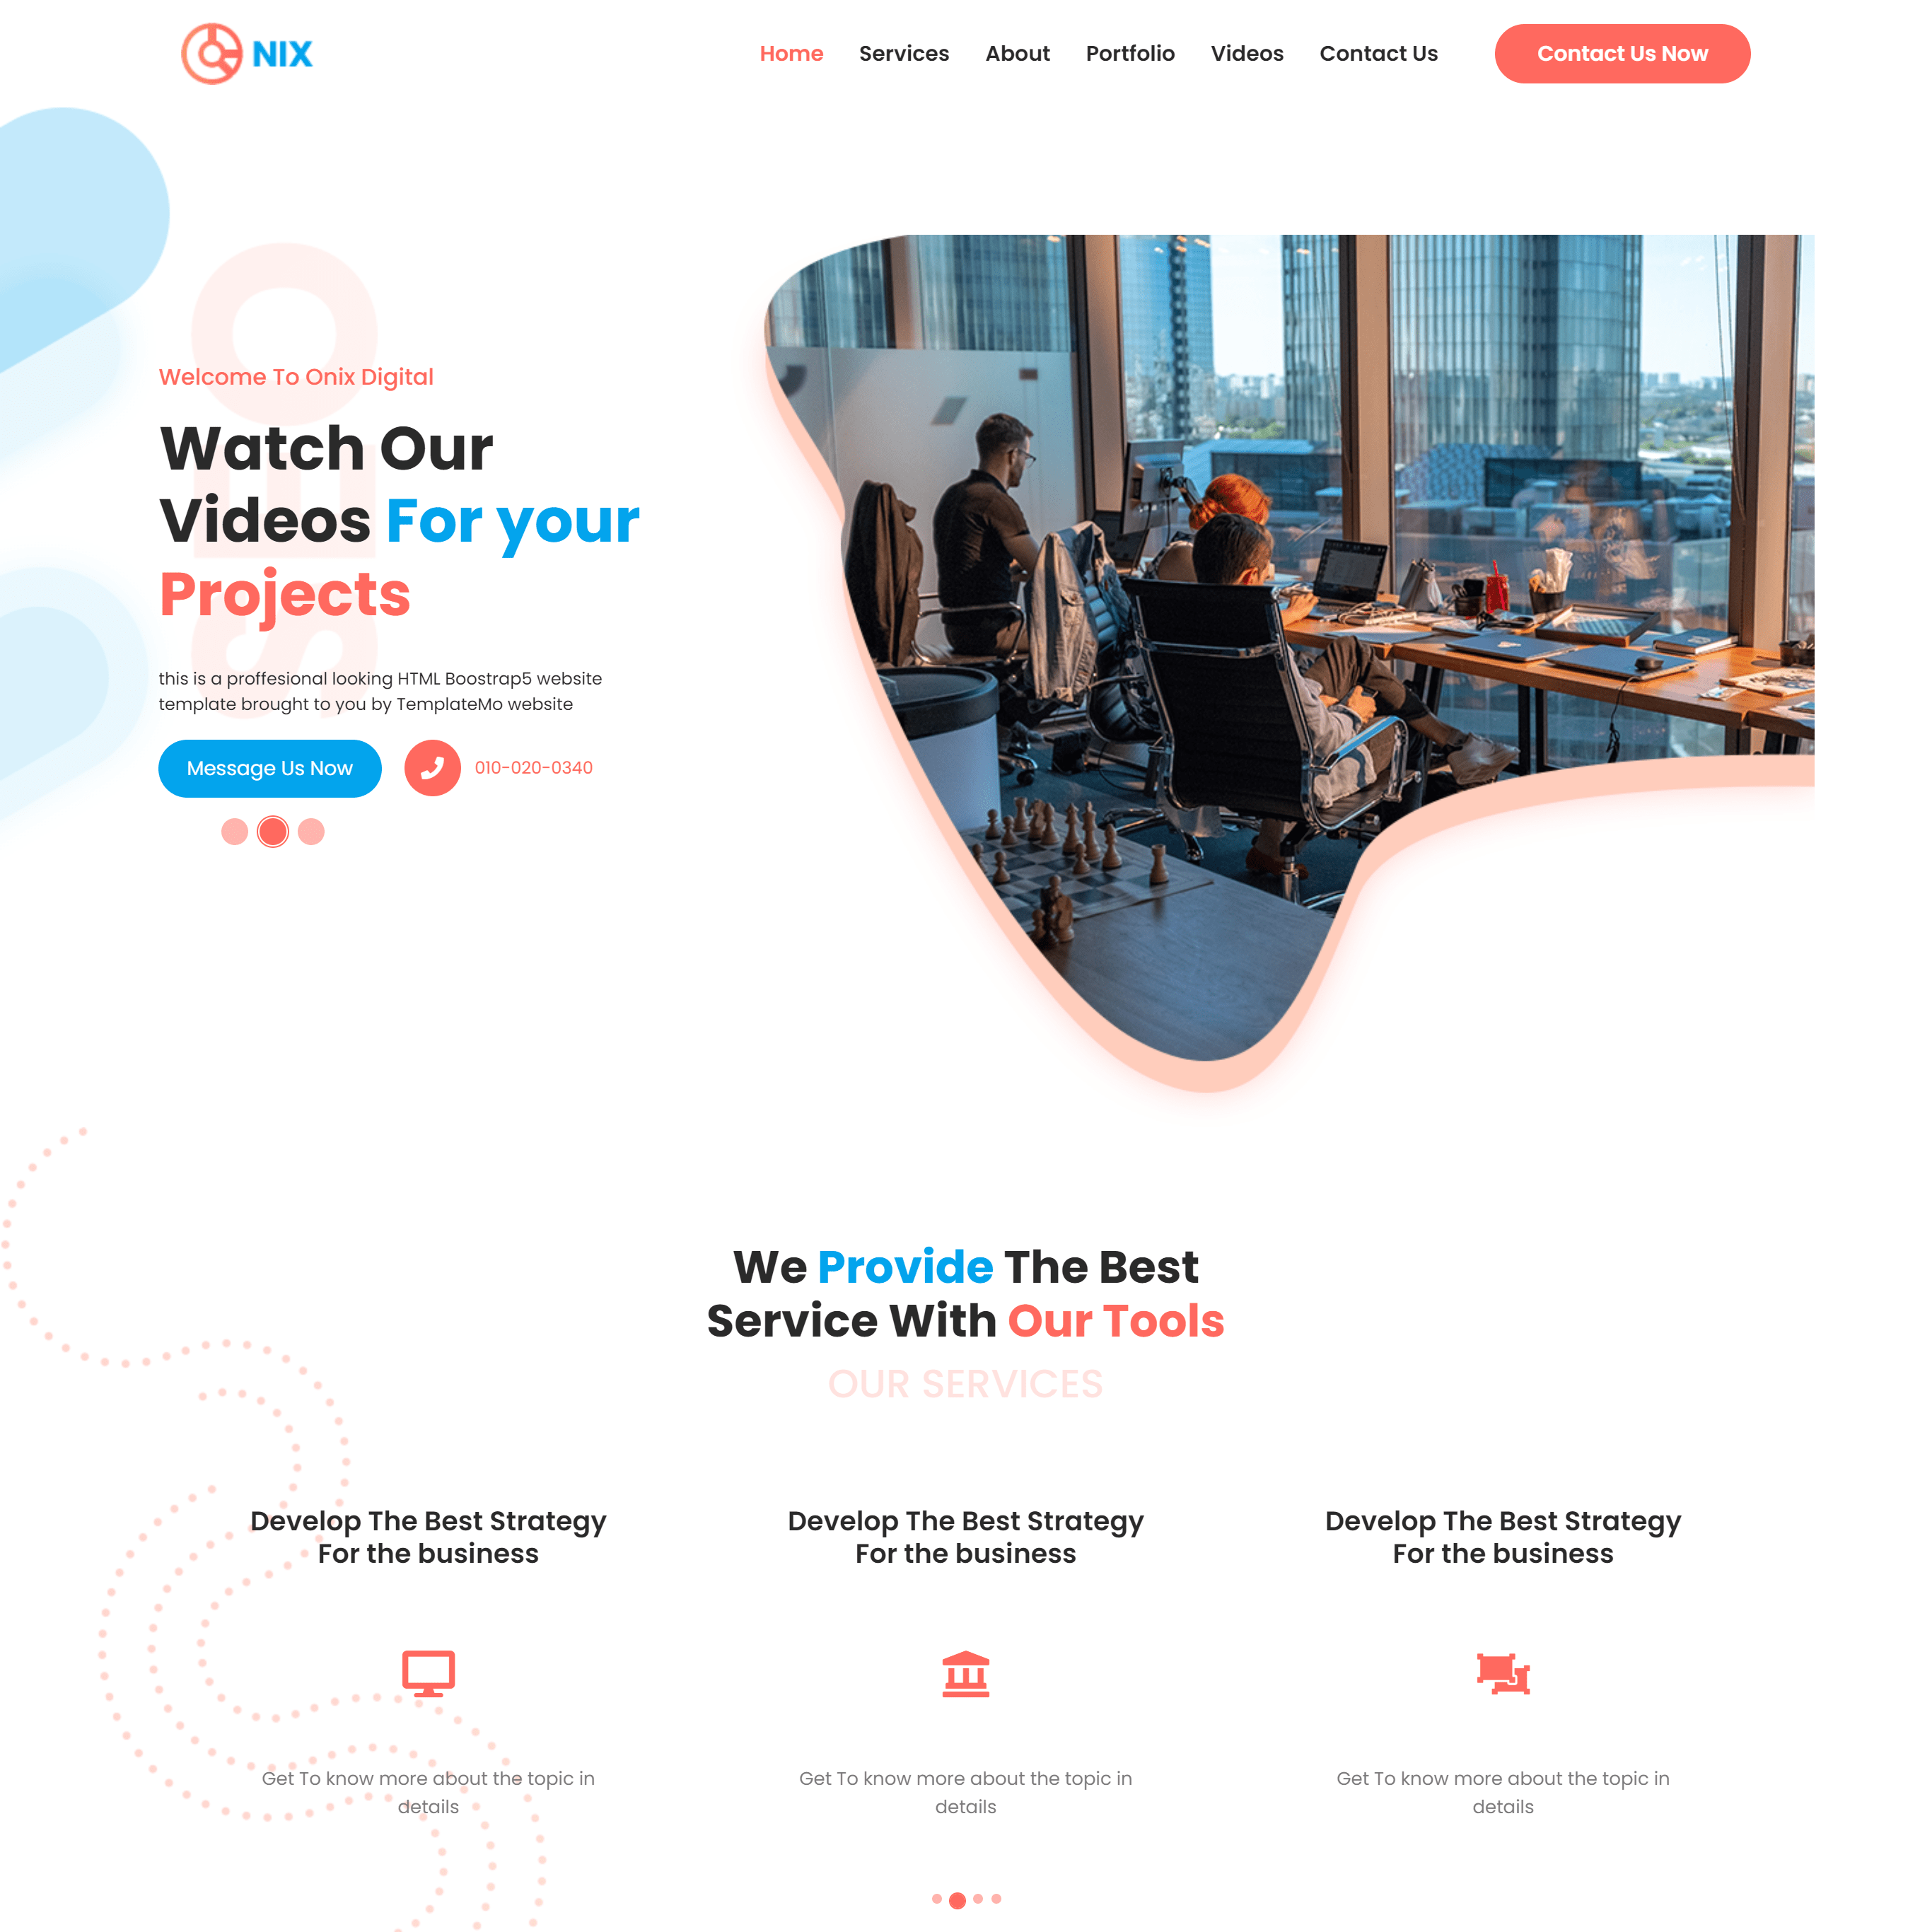 NIX
Home Services About Portfolio Videos Contact Us Contact Us Now
SEO
Welcome To Onix Digital
Watch Our
Videos For your
Projects
this is a proffesional looking HTML Boostrap5 website
template brought to you by TemplateMo website
Message Us Now 010-020-0340
We Provide The Best
Service With Our Tools
OUR SERVICES
Develop The Best Strategy
For the business
Get To know more about the topic in
details
Develop The Best Strategy
For the business
Get To know more about the topic in
details
Develop The Best Strategy
For the business
Get To know more about the topic in
details